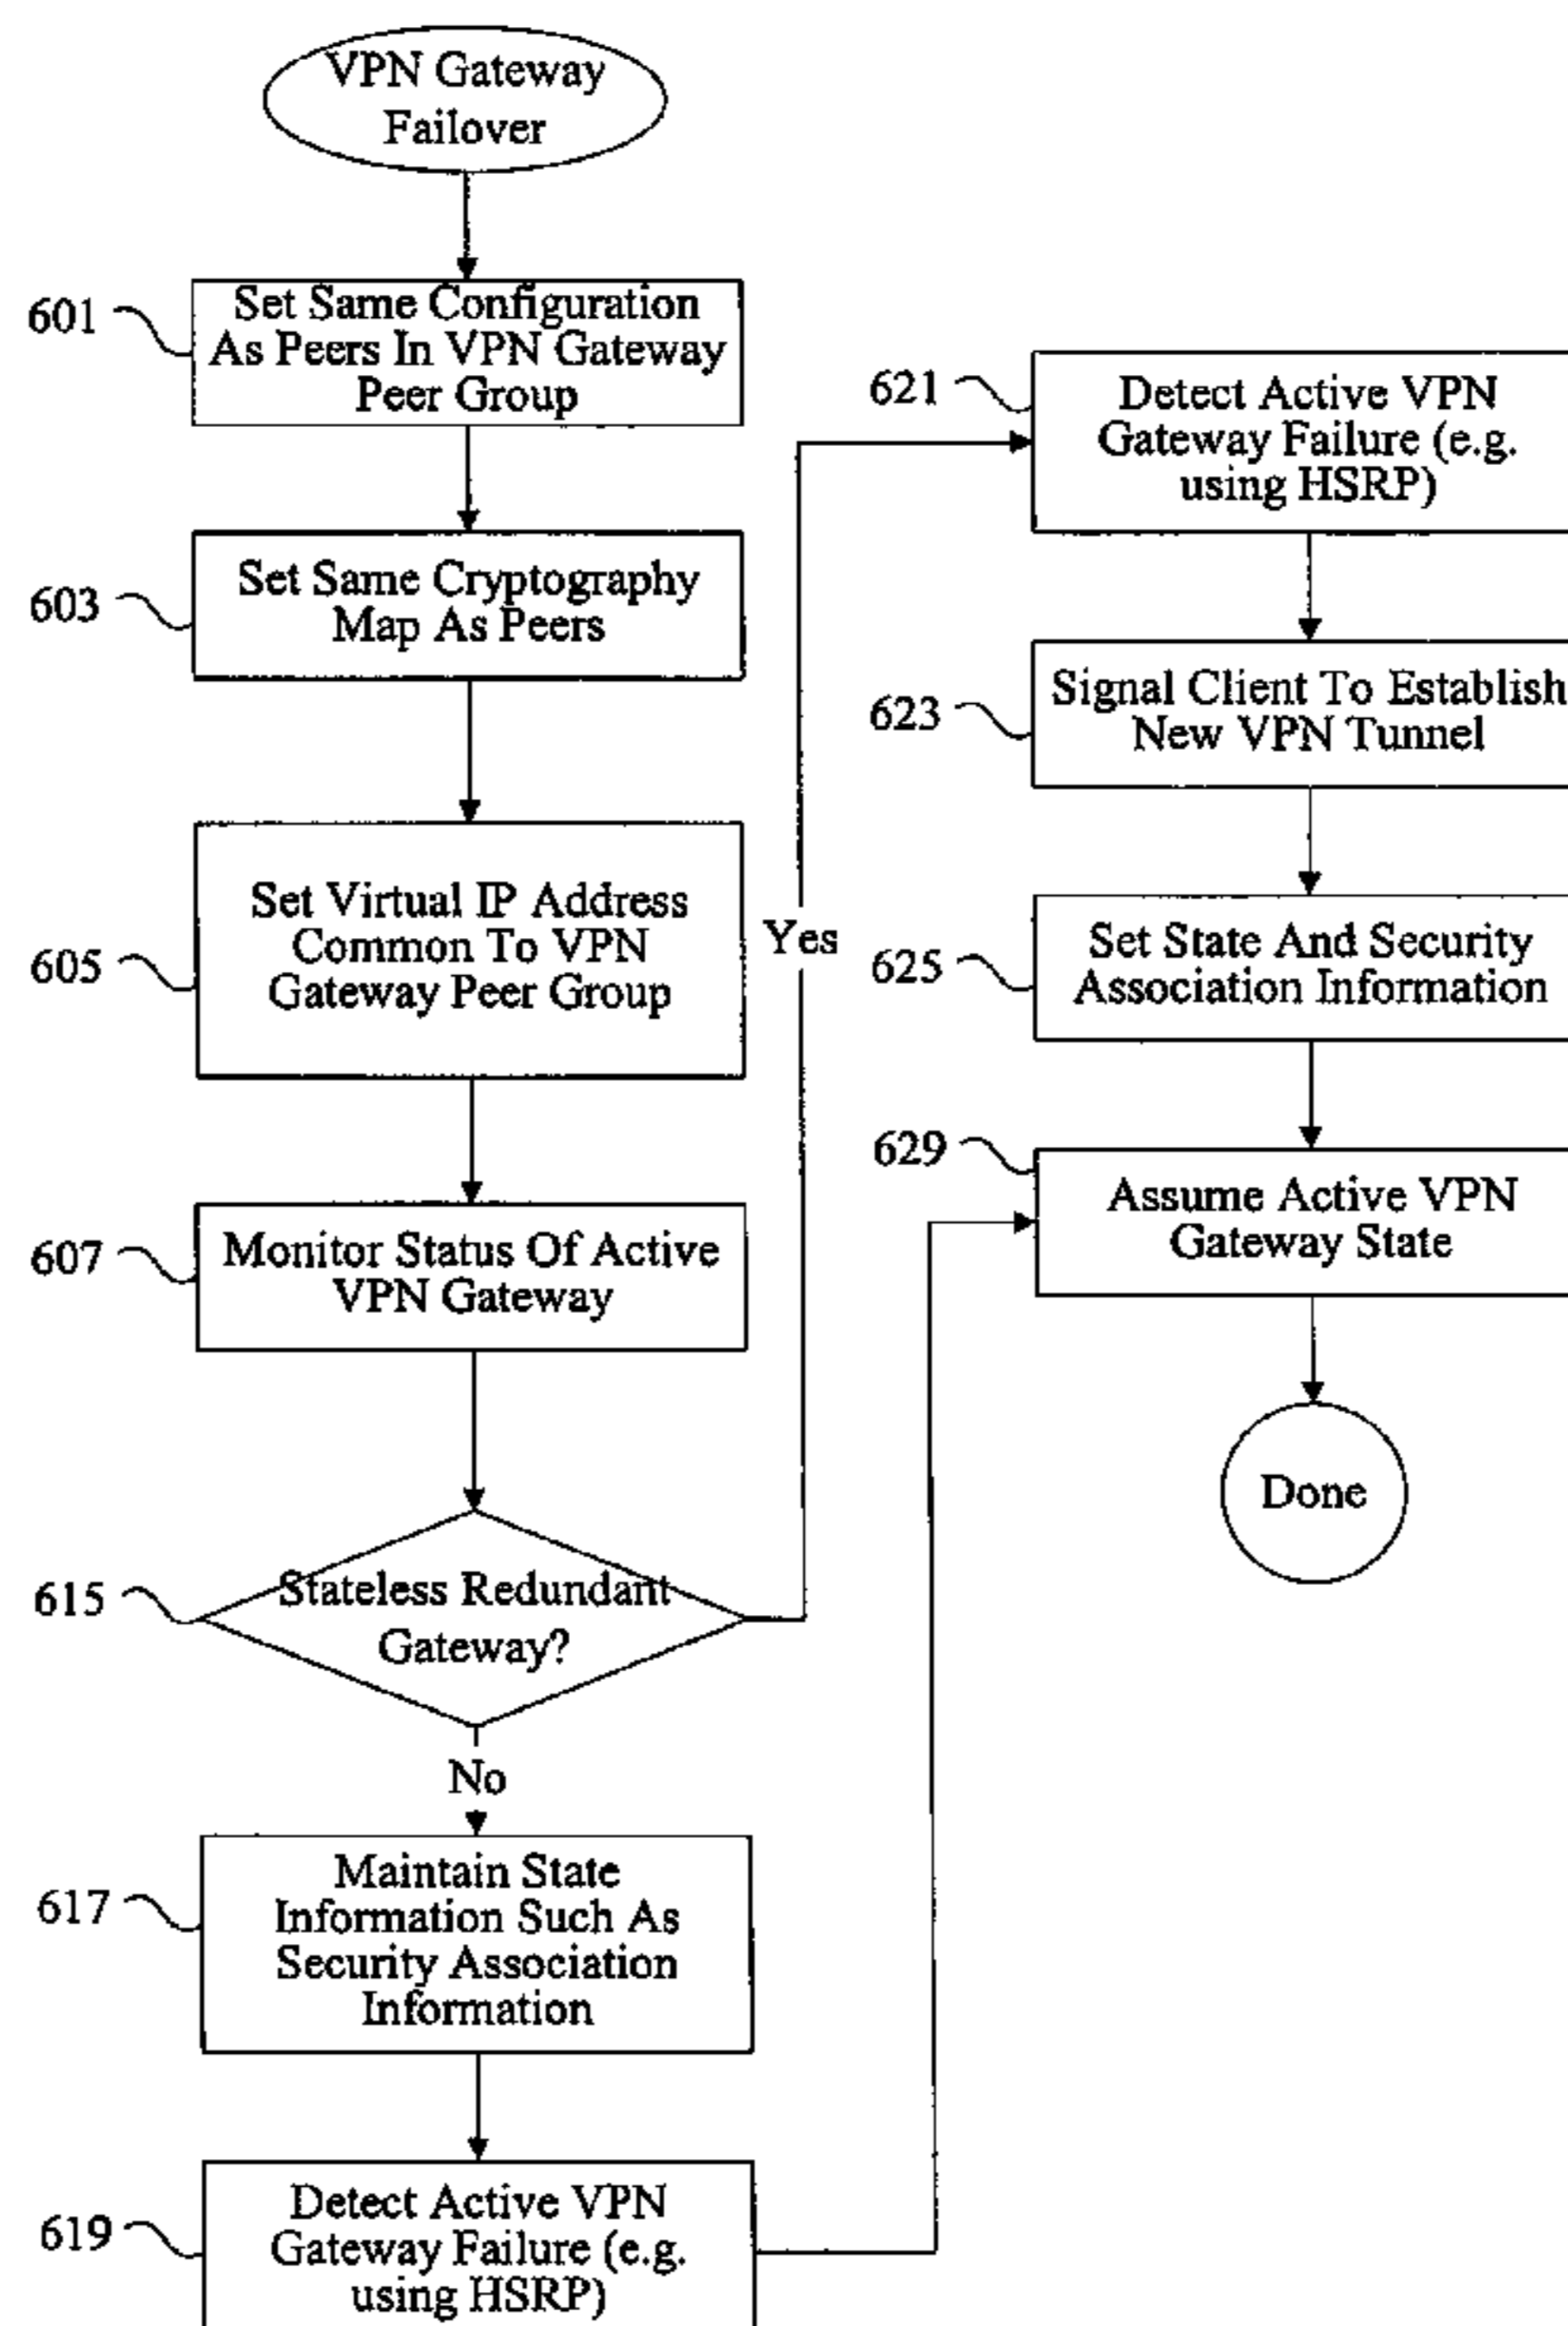 VPN Gateway
Failover
601
Set Same Configuration
As Peers In VPN Gateway
Peer Group
603
Set Same Cryptography
Map As Peers
605
Set Virtual IP Address
Common To VPN
Gateway Peer Group
607
Monitor Status Of Active
VPN Gateway
615
Stateless Redundant
Gateway?
Yes
No
617
Maintain State
Information Such As
Security Association
Information
619
Detect Active VPN
Gateway Failure (e.g.
using HSRP)
621
Detect Active VPN
Gateway Failure (e.g.
using HSRP)
623
Signal Client To Establish
New VPN Tunnel
625
Set State And Security
Association Information
629
Assume Active VPN
Gateway State
Done